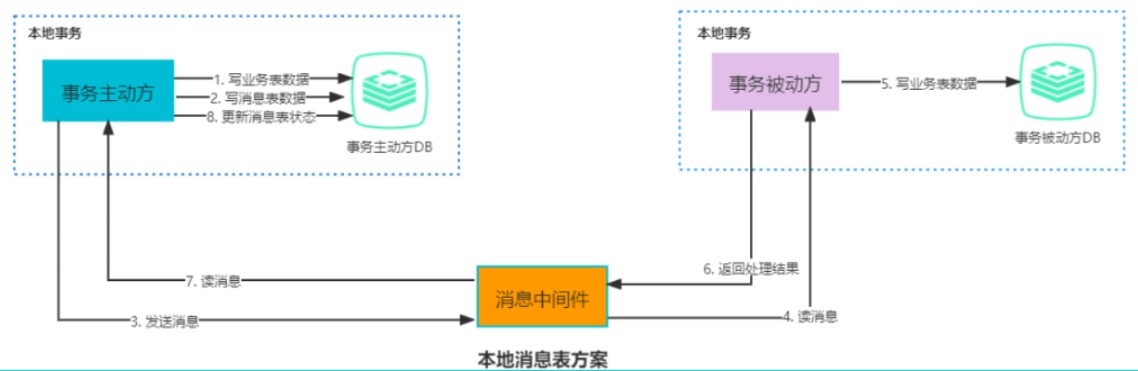 本地事务
事务主动方
1. 写业务表数据
2. 写消息表数据
8. 更新消息表状态
事务主动方DB
本地事务
事务被动方
5. 写业务表数据
事务被动方DB
7. 读消息
3. 发送消息
消息中间件
6. 返回处理结果
4. 读消息
本地消息表方案